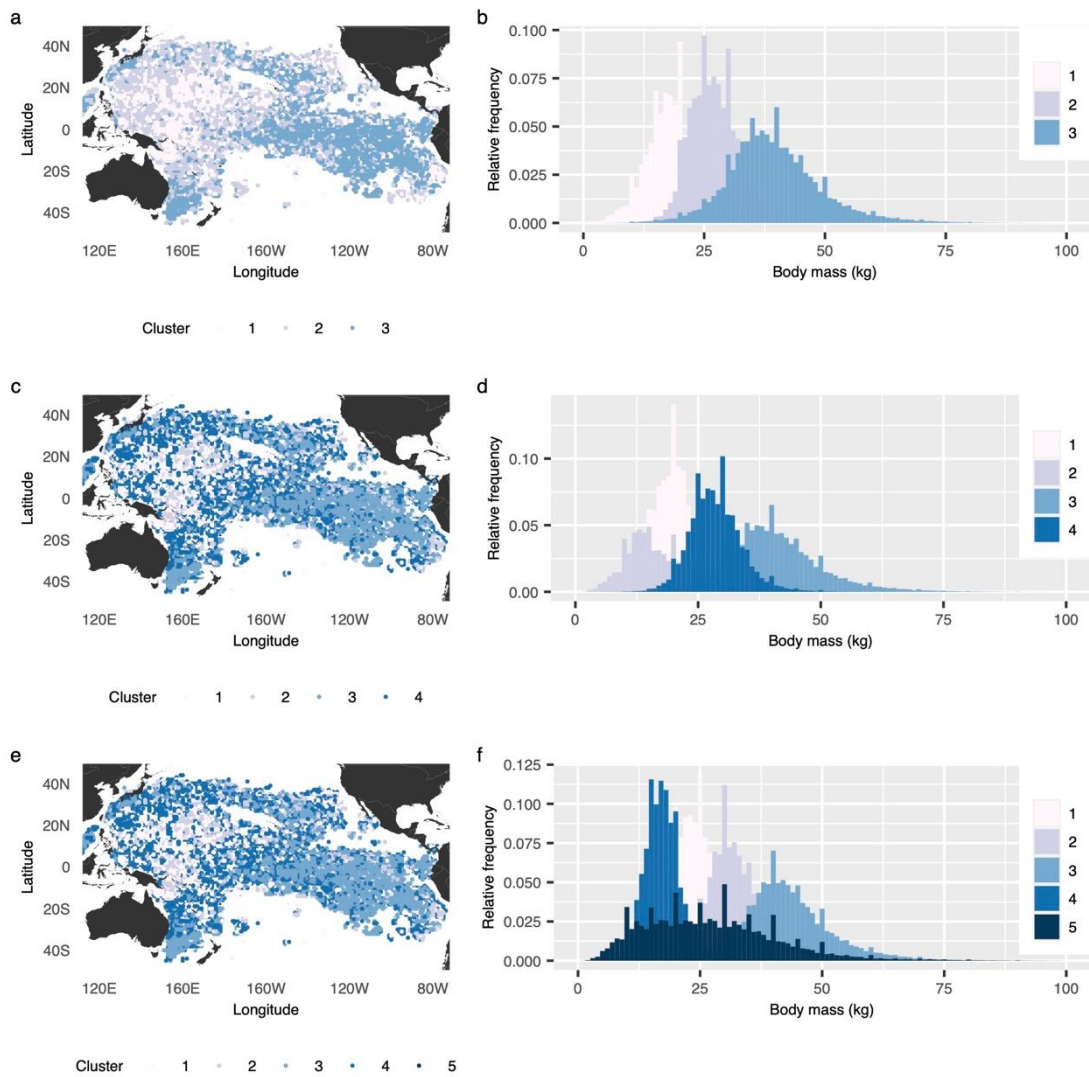 a
40N
20N
0
20S
40S
Latitude
120E 160E 160W 120W 80W
Longitude
Cluster 1 2 3
b
0.100
0.075
0.050
0.025
0.000
Relative frequency
0 25 50 75 100
Body mass (kg)
1
2
3
c
40N
20N
0
20S
40S
Latitude
120E 160E 160W 120W 80W
Longitude
Cluster 1 2 3 4
d
0.10
0.05
0.00
Relative frequency
0 25 50 75 100
Body mass (kg)
1
2
3
4
e
40N
20N
0
20S
40S
Latitude
120E 160E 160W 120W 80W
Longitude
Cluster 1 2 3 4 5
f
0.125
0.100
0.075
0.050
0.025
0.000
Relative frequency
0 25 50 75 100
Body mass (kg)
1
2
3
4
5